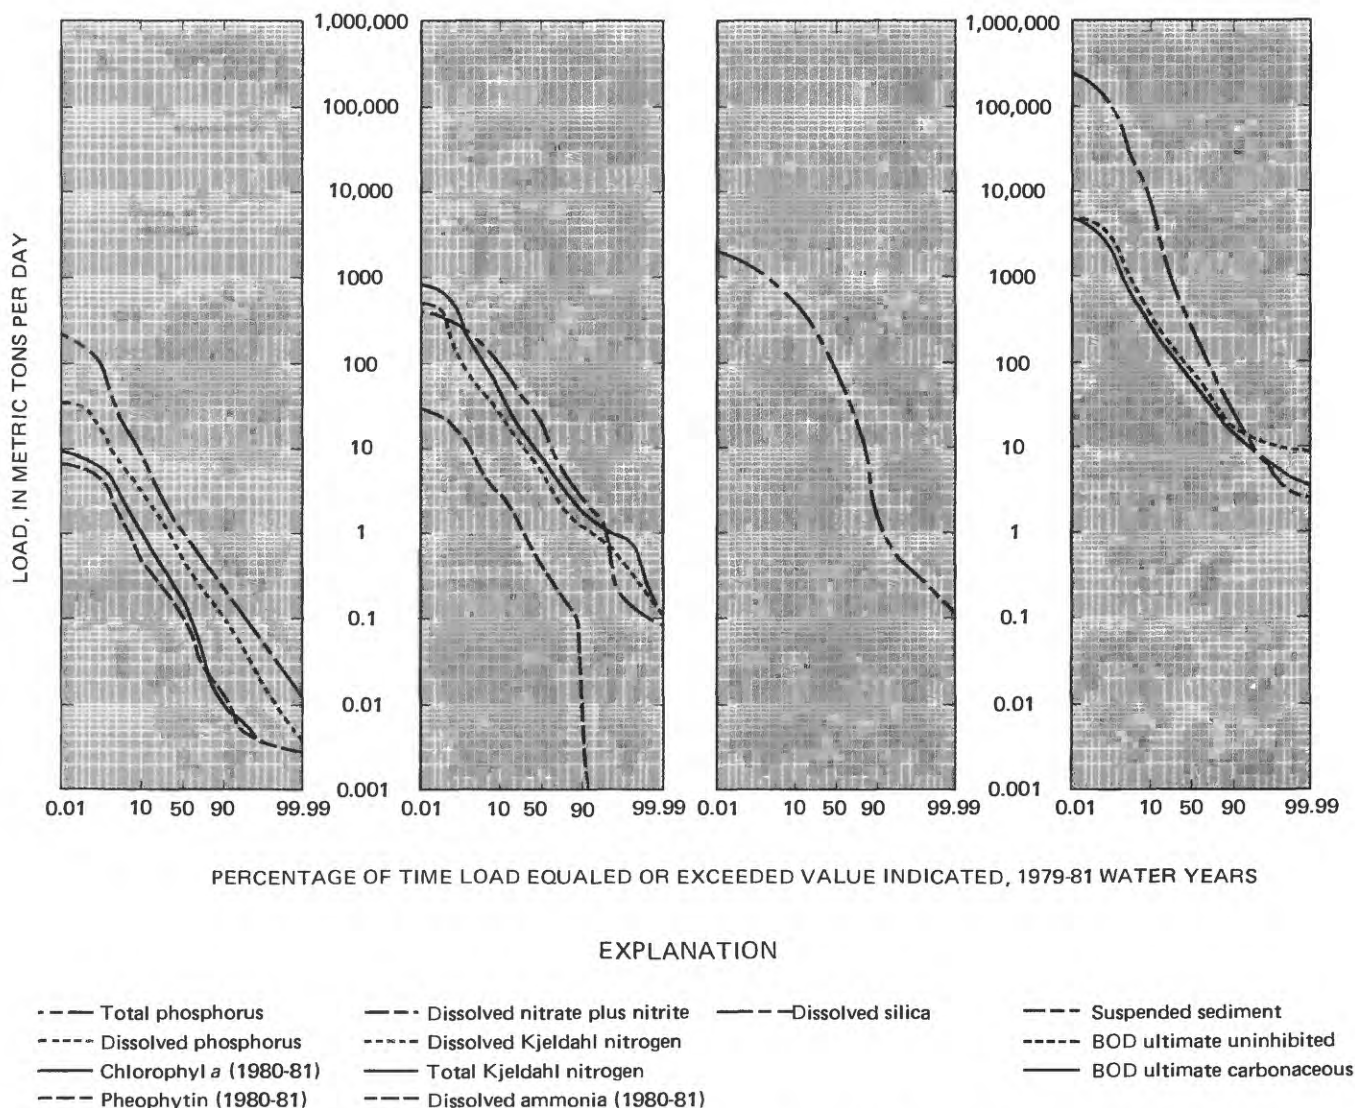 LOAD, IN METRIC TONS PER DAY
1,000,000
100,000
10,000
1000
100
10
1
0.1
0.01
0.001
1,000,000
100,000
10,000
1000
100
10
1
0.1
0.01
0.001
0.01 10 50 90 99.99
0.01 10 50 90 99.99
0.01 10 50 90 99.99
0.01 10 50 90 99.99
PERCENTAGE OF TIME LOAD EQUALED OR EXCEEDED VALUE INDICATED, 1979-81 WATER YEARS
EXPLANATION
Total phosphorus
Dissolved phosphorus
Chlorophyl a (1980-81)
Pheophytin (1980-81)
Dissolved nitrate plus nitrite
Dissolved Kjeldahl nitrogen
Total Kjeldahl nitrogen
Dissolved ammonia (1980-81)
Dissolved silica
Suspended sediment
BOD ultimate uninhibited
BOD ultimate carbonaceous